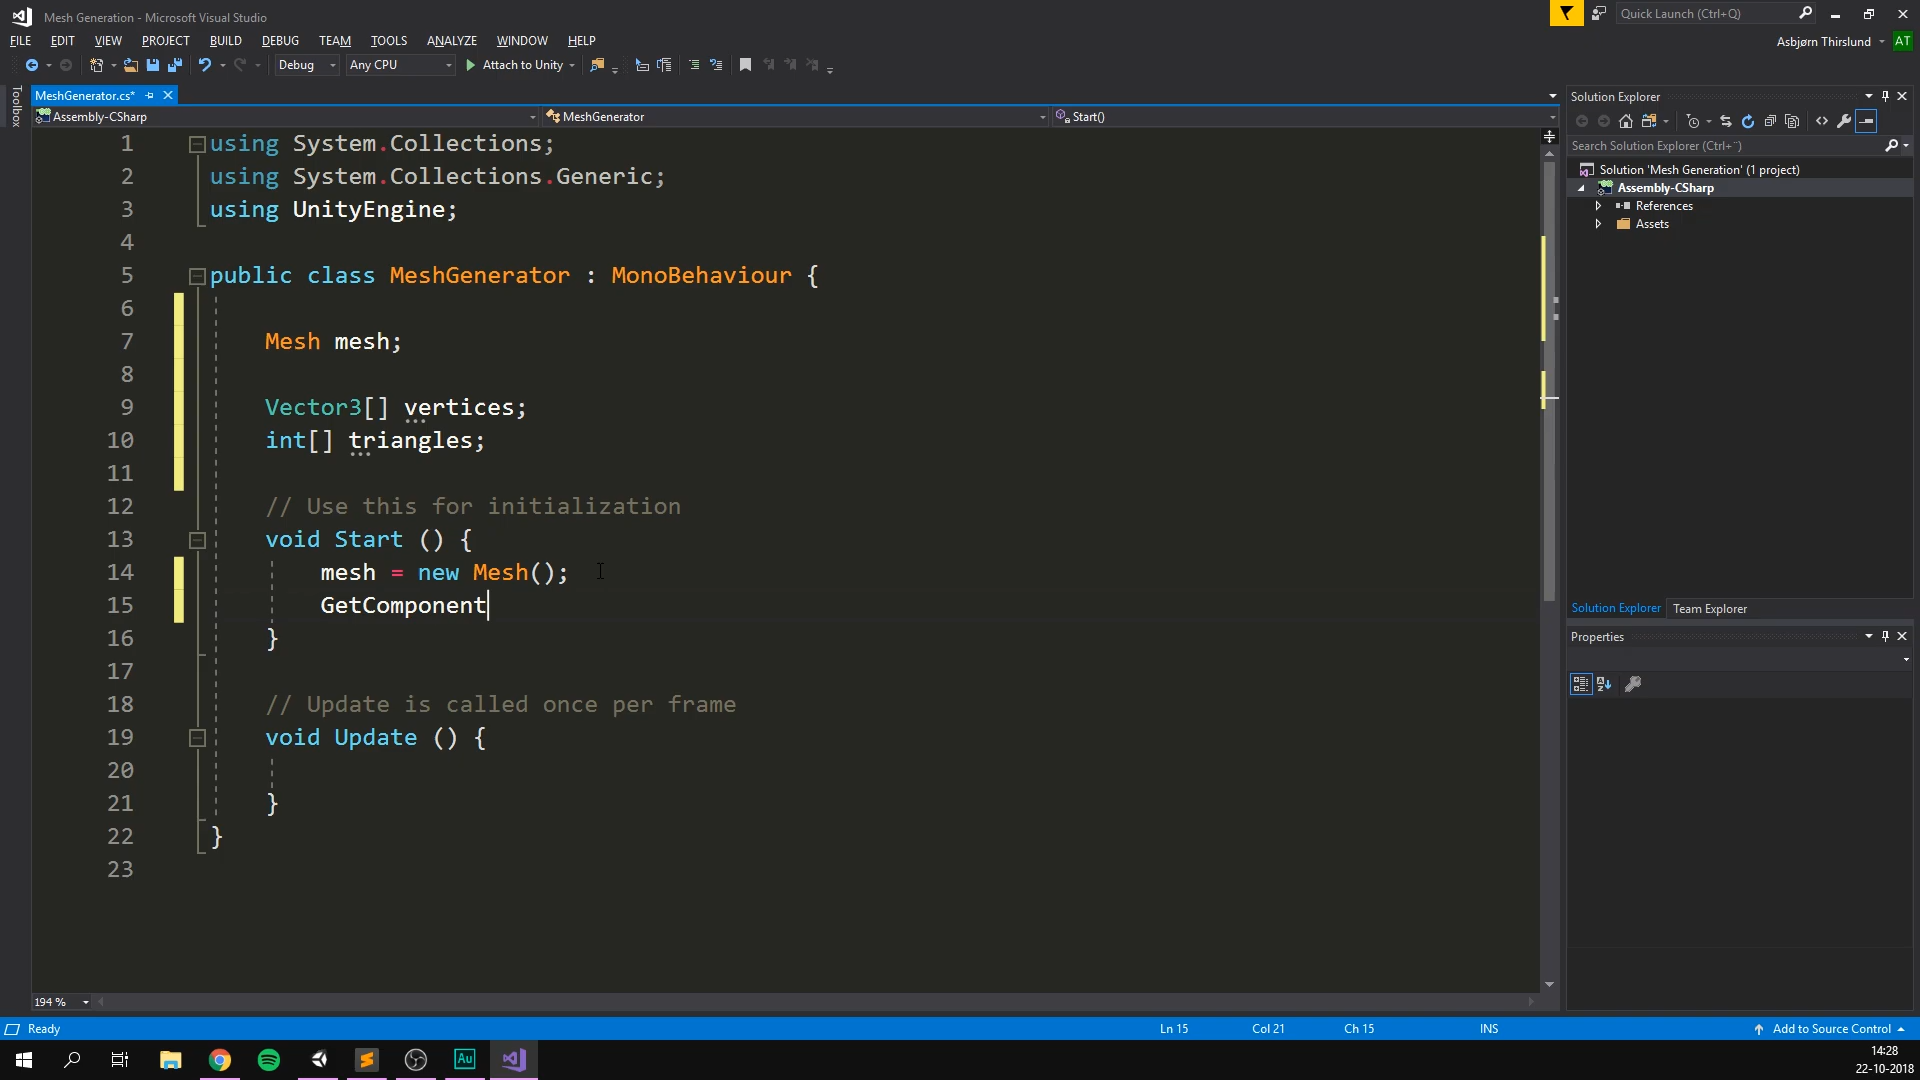 Mesh Generation - Microsoft Visual Studio
Quick Launch (Ctrl+Q)
FILE EDIT VIEW PROJECT BUILD DEBUG TEAM TOOLS ANALYZE WINDOW HELP
Asbjørn Thirslund AT
Debug Any CPU Attach to Unity
Toolbox
MeshGenerator.cs*
Assembly-CSharp MeshGenerator Start()
1 using System.Collections;
2 using System.Collections.Generic;
3 using UnityEngine;
4
5 public class MeshGenerator : MonoBehaviour {
6
7 Mesh mesh;
8
9 Vector3[] vertices;
10 int[] triangles;
11
12 // Use this for initialization
13 void Start () {
14 mesh = new Mesh();
15 GetComponent
16 }
17
18 // Update is called once per frame
19 void Update () {
20
21 }
22 }
23
194 %
Solution Explorer
Search Solution Explorer (Ctrl+¨)
Solution 'Mesh Generation' (1 project)
Assembly-CSharp
References
Assets
Solution Explorer Team Explorer
Properties
Ready Ln 15 Col 21 Ch 15 INS Add to Source Control
Au
14:28
22-10-2018